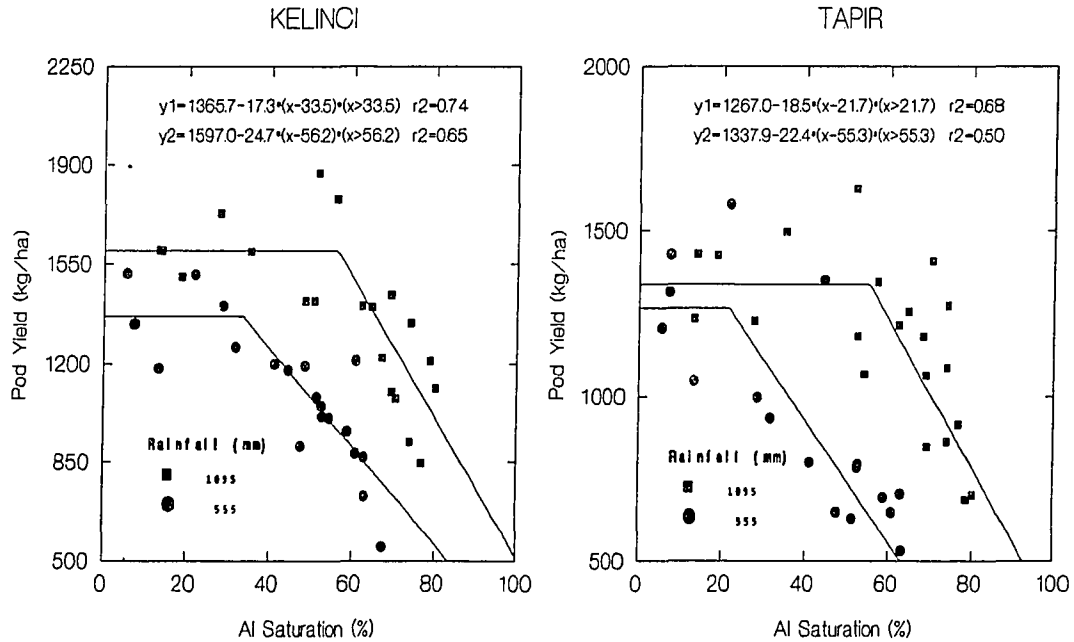 KELINCI
2250
1900
1550
1200
850
500
Pod Yield (kg/ha)
y1=1365.7-17.3*(x-33.5)*(x>33.5) r2=0.74
y2=1597.0-24.7*(x-56.2)*(x>56.2) r2=0.65
Rainfall (mm)
1095
555
0 20 40 60 80 100
Al Saturation (%)
TAPIR
2000
1500
1000
500
Pod Yield (kg/ha)
y1=1267.0-18.5*(x-21.7)*(x>21.7) r2=0.68
y2=1337.9-22.4*(x-55.3)*(x>55.3) r2=0.50
Rainfall (mm)
1095
555
0 20 40 60 80 100
Al Saturation (%)